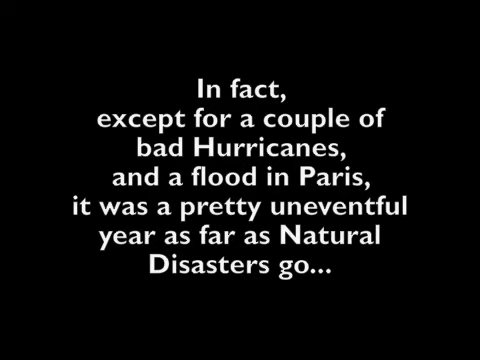 In fact,
except for a couple of
bad Hurricanes,
and a flood in Paris,
it was a pretty uneventful
year as far as Natural
Disasters go...